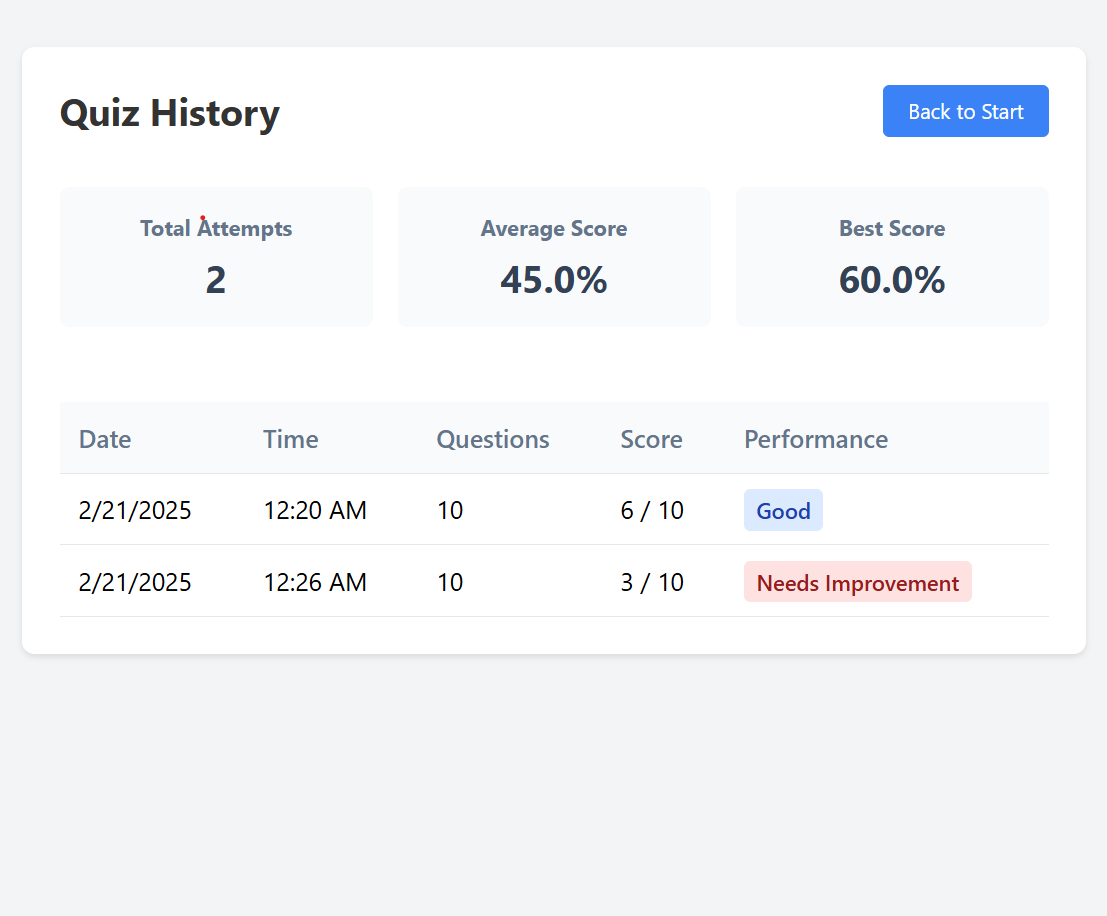 Quiz History
Back to Start
Total Attempts
2
Average Score
45.0%
Best Score
60.0%
Date Time Questions Score Performance
2/21/2025 12:20 AM 10 6 / 10 Good
2/21/2025 12:26 AM 10 3 / 10 Needs Improvement